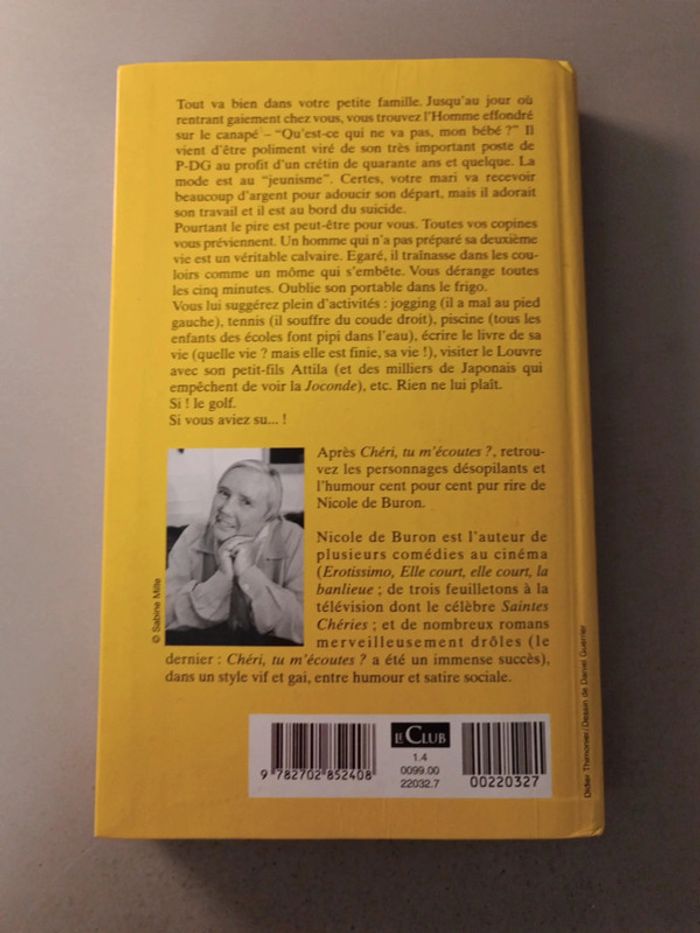 Tout va bien dans votre petite famille. Jusqu'au jour où
rentrant gaiement chez vous, vous trouvez l'Homme effondré
sur le canapé – “Qu'est-ce qui ne va pas, mon bébé ?” Il
vient d'être poliment viré de son très important poste de
P-DG au profit d'un crétin de quarante ans et quelque. La
mode est au “jeunisme”. Certes, votre mari va recevoir
beaucoup d'argent pour adoucir son départ, mais il adorait
son travail et il est au bord du suicide.
Pourtant le pire est peut-être pour vous. Toutes vos copines
vous préviennent. Un homme qui n'a pas préparé sa deuxième
vie est un véritable calvaire. Egaré, il traînasse dans les cou-
loirs comme un môme qui s'embête. Vous dérange toutes
les cinq minutes. Oublie son portable dans le frigo.
Vous lui suggérez plein d'activités : jogging (il a mal au pied
gauche), tennis (il souffre du coude droit), piscine (tous les
enfants des écoles font pipi dans l'eau), écrire le livre de sa
vie (quelle vie ? mais elle est finie, sa vie !), visiter le Louvre
avec son petit-fils Attila (et des milliers de Japonais qui
empêchent de voir la Joconde), etc. Rien ne lui plaît.
Si ! le golf.
Si vous aviez su... !
Après Chéri, tu m'écoutes ?, retrou-
vez les personnages désopilants et
l'humour cent pour cent pur rire de
Nicole de Buron.
Nicole de Buron est l'auteur de
plusieurs comédies au cinéma
(Erotissimo, Elle court, elle court, la
banlieue ; de trois feuilletons à la
télévision dont le célèbre Saintes
Chéries ; et de nombreux romans
merveilleusement drôles (le
dernier : Chéri, tu m'écoutes ? a été un immense succès),
dans un style vif et gai, entre humour et satire sociale.
© Sabine Mille
Didier Thimonier/Dessin de Daniel Guerrier
LE CLUB
1.4
0099.00
22032.7
9 782702 852408
00220327